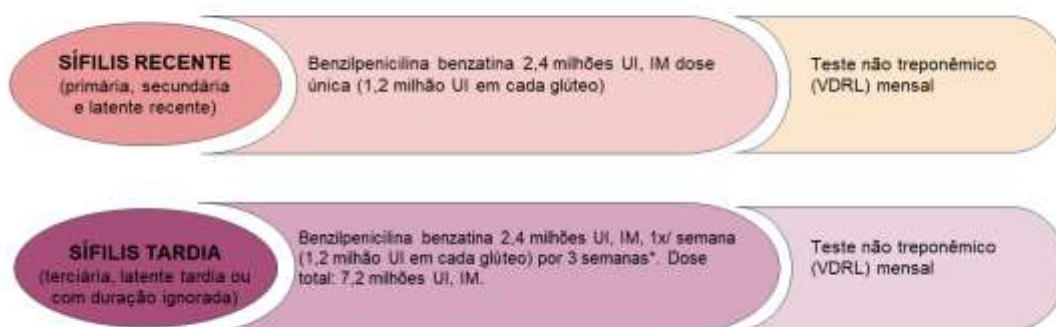 SÍFILIS RECENTE
(primária, secundária
e latente recente)
Benzilpenicilina benzatina 2,4 milhões UI, IM dose
única (1,2 milhão UI em cada glúteo)
Teste não treponêmico
(VDRL) mensal
SÍFILIS TARDIA
(terciária, latente tardia ou
com duração ignorada)
Benzilpenicilina benzatina 2,4 milhões UI, IM, 1x/ semana
(1,2 milhão UI em cada glúteo) por 3 semanas*. Dose
total: 7,2 milhões UI, IM.
Teste não treponêmico
(VDRL) mensal